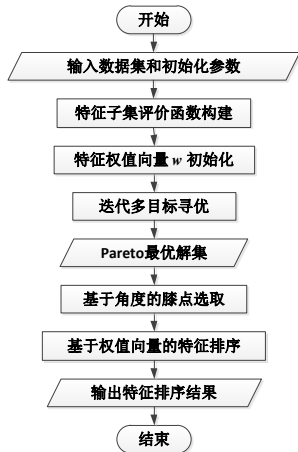 开始
输入数据集和初始化参数
特征子集评价函数构建
特征权值向量 w 初始化
迭代多目标寻优
Pareto最优解集
基于角度的膝点选取
基于权值向量的特征排序
输出特征排序结果
结束